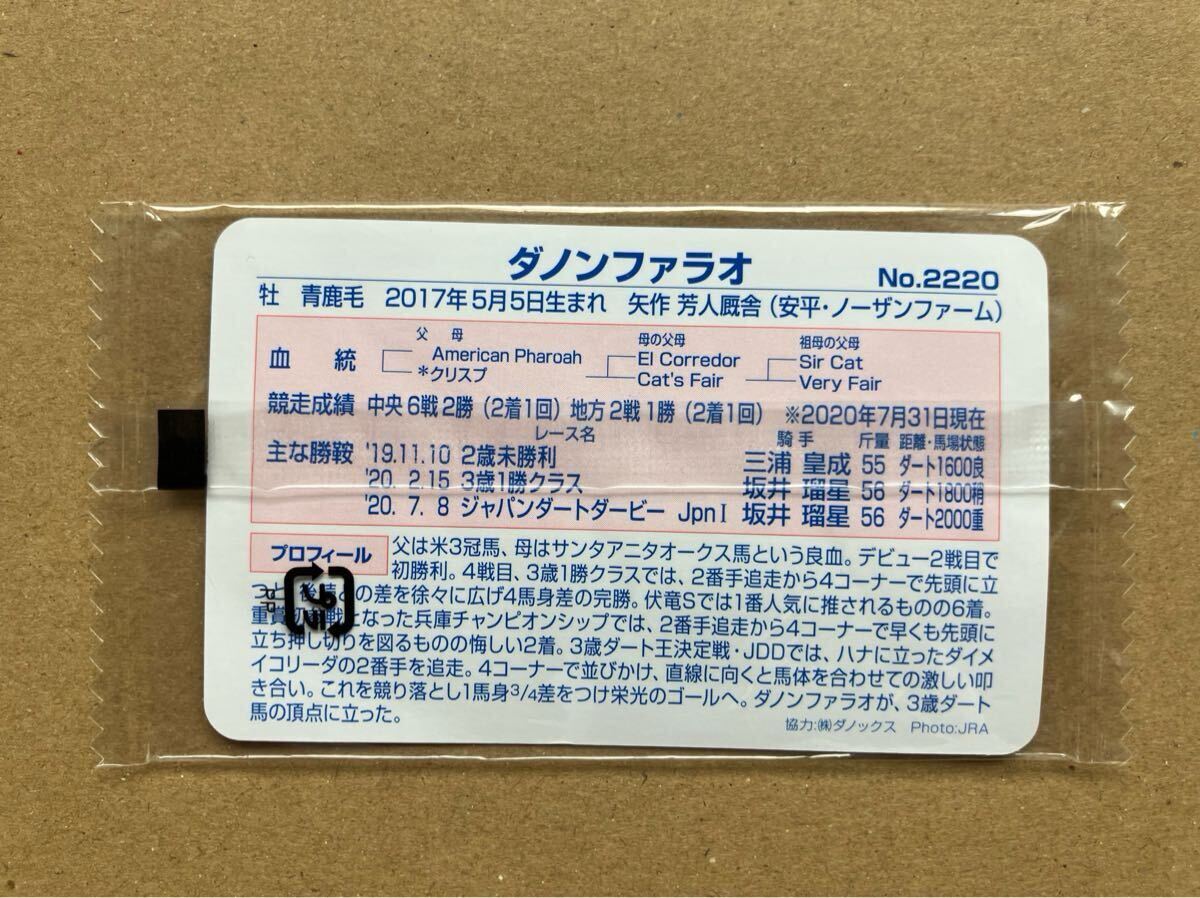 ダノンファラオ No.2220
牡 青鹿毛 2017年5月5日生まれ 矢作 芳人厩舎(安平・ノーザンファーム)
父 母 母の父母 祖母の父母
血統 American Pharoah El Corredor Sir Cat
*クリスプ Cat's Fair Very Fair
競走成績 中央6戦2勝(2着1回)地方2戦1勝(2着1回) ※2020年7月31日現在
レース名 騎手 斤量 距離・馬場状態
主な勝鞍 '19.11.10 2歳未勝利 三浦 皇成 55 ダート1600良
'20. 2.15 3歳1勝クラス 坂井 瑠星 56 ダート1800稍
'20. 7. 8 ジャパンダートダービー JpnⅠ 坂井 瑠星 56 ダート2000重
プロフィール 父は米3冠馬、母はサンタアニタオークス馬という良血。デビュー2戦目で
初勝利。4戦目、3歳1勝クラスでは、2番手追走から4コーナーで先頭に立
つと、後続との差を徐々に広げ4馬身差の完勝。伏竜Sでは1番人気に推されるものの6着。
重賞初挑戦となった兵庫チャンピオンシップでは、2番手追走から4コーナーで早くも先頭に
立ち押し切りを図るものの悔しい2着。3歳ダート王決定戦・JDDでは、ハナに立ったダイメ
イコリーダの2番手を追走。4コーナーで並びかけ、直線に向くと馬体を合わせての激しい叩
き合い。これを競り落とし1馬身3/4差をつけ栄光のゴールへ。ダノンファラオが、3歳ダート
馬の頂点に立った。
協力:㈱ダノックス Photo:JRA
プラ
PP